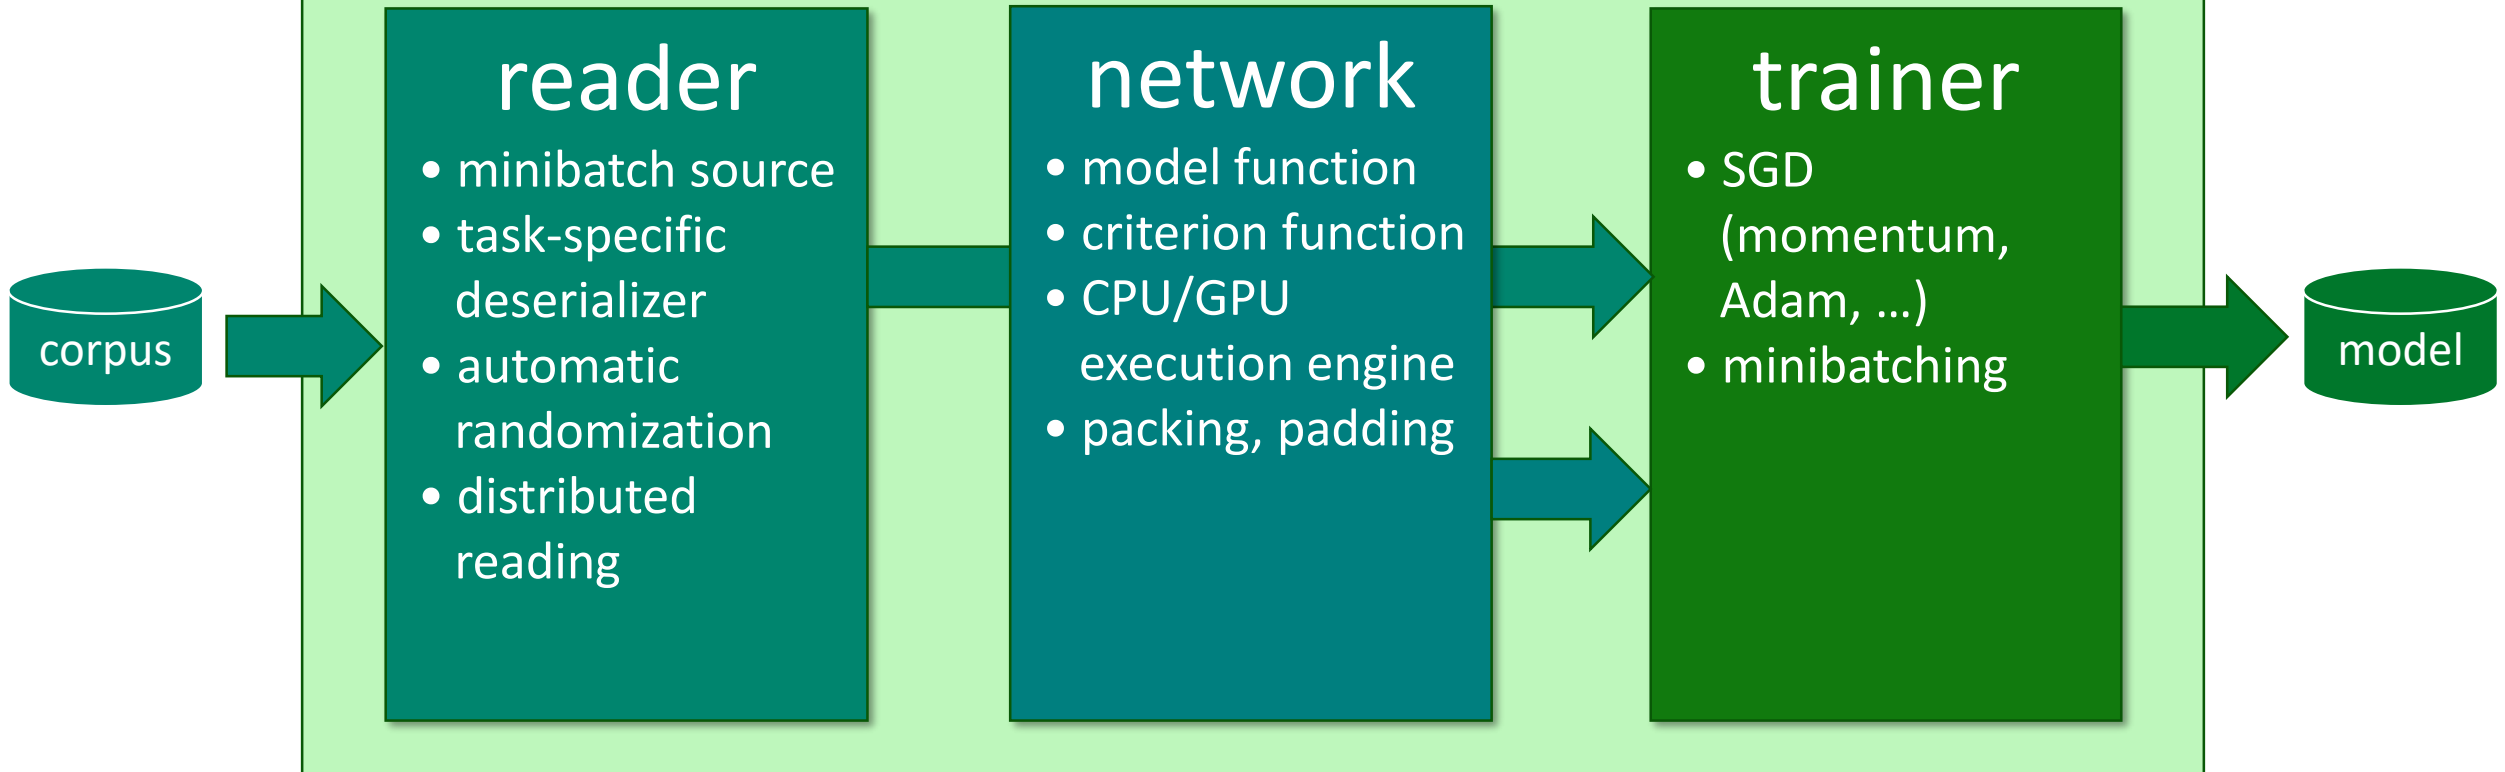 corpus
reader
• minibatch source
• task-specific
deserializer
• automatic
randomization
• distributed
reading
network
• model function
• criterion function
• CPU/GPU
execution engine
• packing, padding
trainer
• SGD
(momentum,
Adam, ...)
• minibatching
model